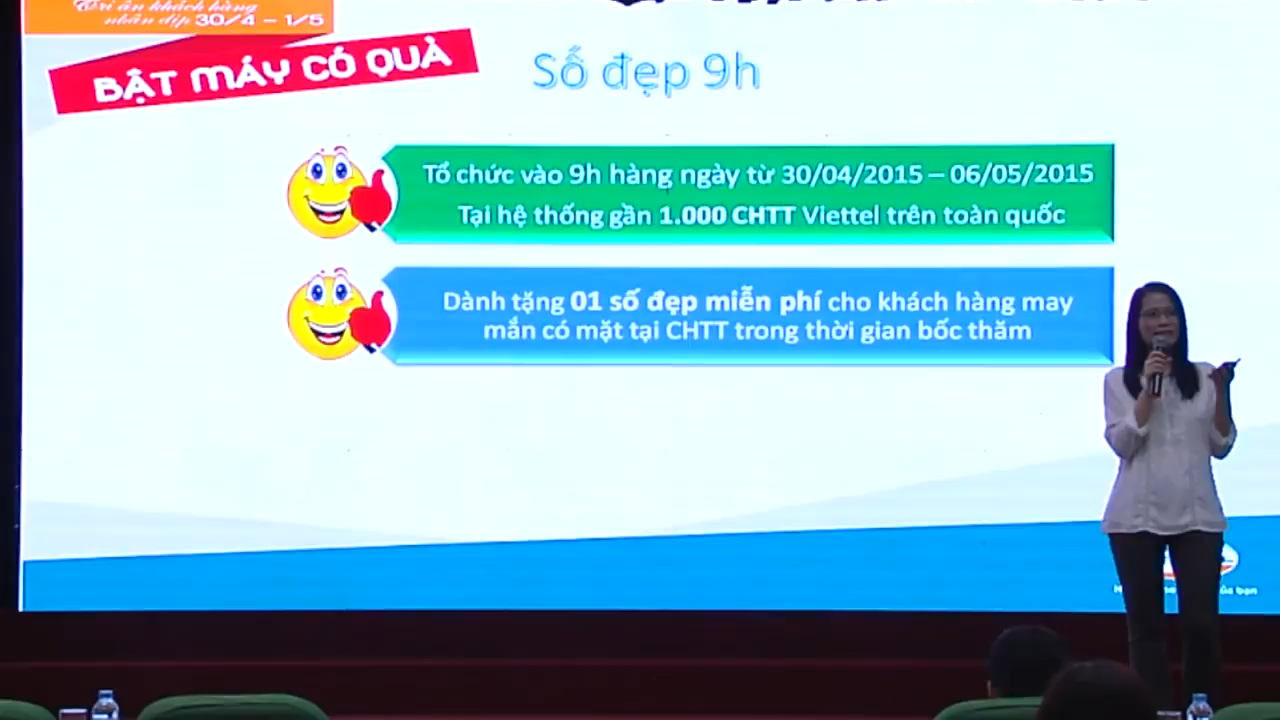 Tri ân khách hàng
nhân dịp 30/4 – 1/5
BẬT MÁY CÓ QUÀ
Số đẹp 9h
Tổ chức vào 9h hàng ngày từ 30/04/2015 – 06/05/2015
Tại hệ thống gần 1.000 CHTT Viettel trên toàn quốc
Dành tặng 01 số đẹp miễn phí cho khách hàng may
mắn có mặt tại CHTT trong thời gian bốc thăm
của bạn